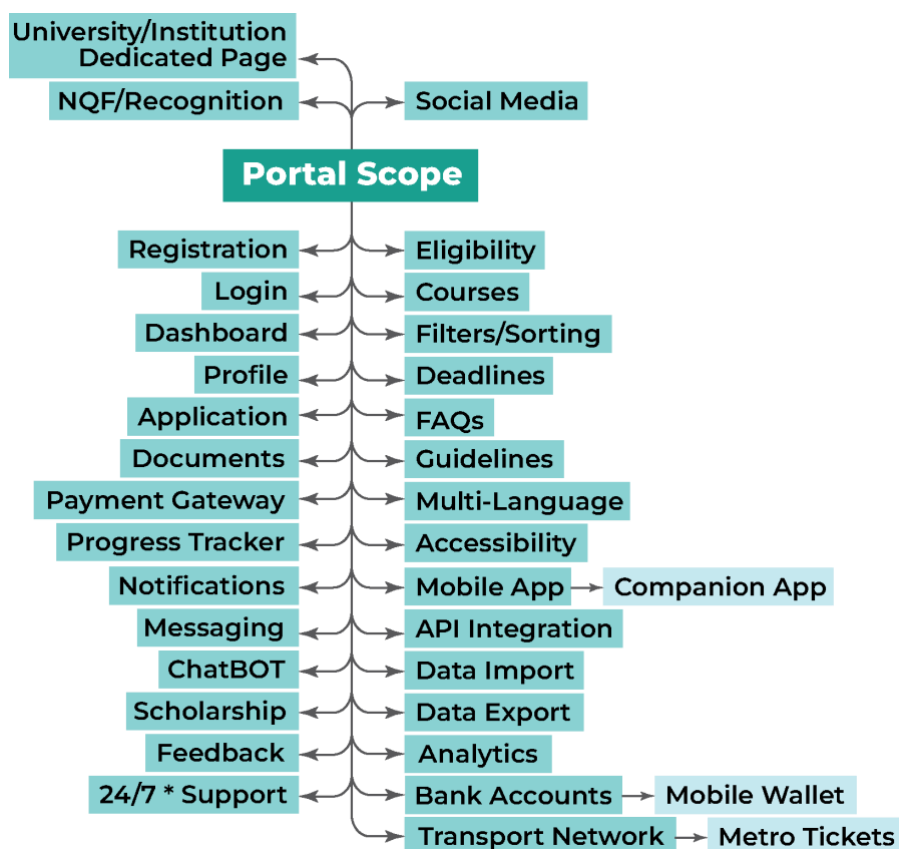 University/Institution
Dedicated Page
NQF/Recognition
Social Media
Portal Scope
Registration
Eligibility
Login
Courses
Dashboard
Filters/Sorting
Profile
Deadlines
Application
FAQs
Documents
Guidelines
Payment Gateway
Multi-Language
Progress Tracker
Accessibility
Notifications
Mobile App
Companion App
Messaging
API Integration
ChatBOT
Data Import
Scholarship
Data Export
Feedback
Analytics
24/7 * Support
Bank Accounts
Mobile Wallet
Transport Network
Metro Tickets